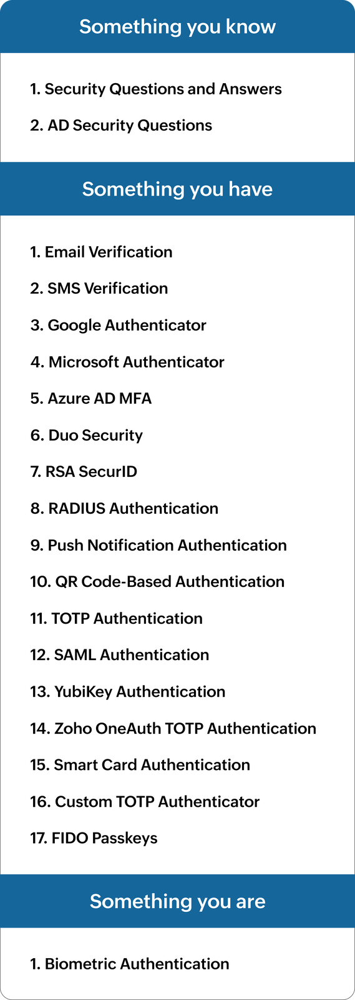 Something you know
1. Security Questions and Answers
2. AD Security Questions
Something you have
1. Email Verification
2. SMS Verification
3. Google Authenticator
4. Microsoft Authenticator
5. Azure AD MFA
6. Duo Security
7. RSA SecurID
8. RADIUS Authentication
9. Push Notification Authentication
10. QR Code-Based Authentication
11. TOTP Authentication
12. SAML Authentication
13. YubiKey Authentication
14. Zoho OneAuth TOTP Authentication
15. Smart Card Authentication
16. Custom TOTP Authenticator
17. FIDO Passkeys
Something you are
1. Biometric Authentication